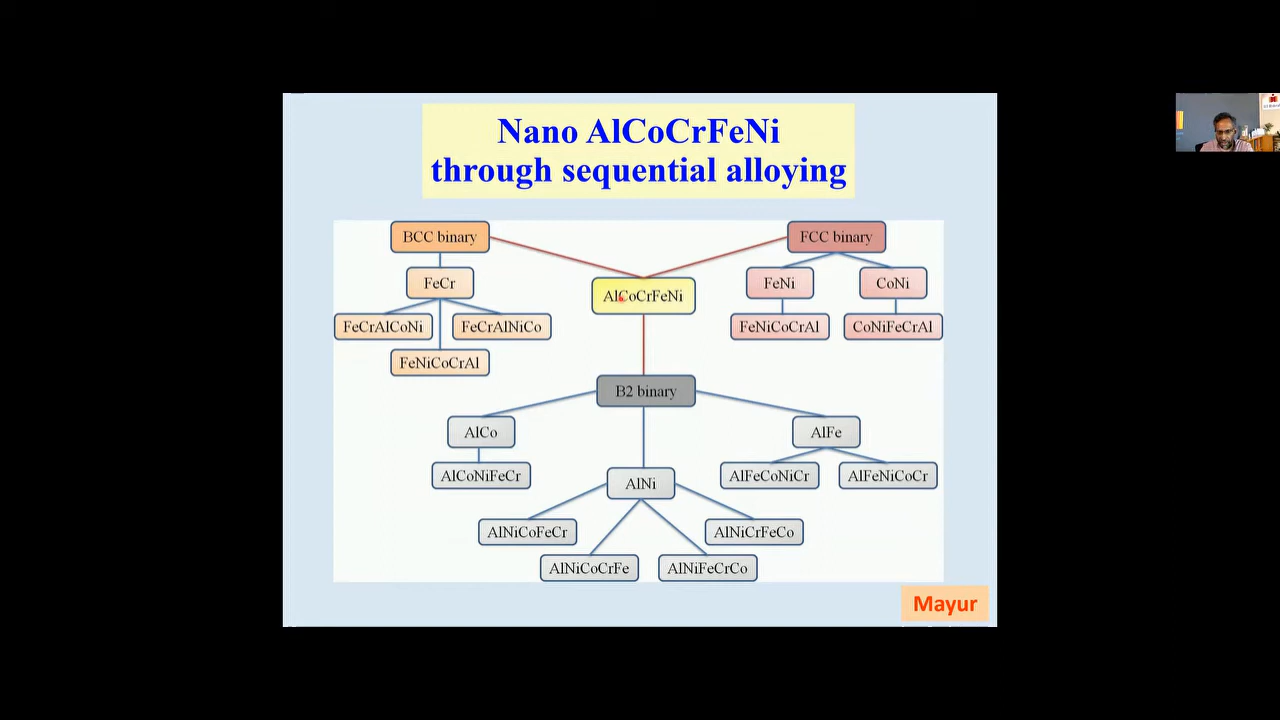 Nano AlCoCrFeNi
through sequential alloying
BCC binary
FCC binary
FeCr
AlCoCrFeNi
FeNi
CoNi
FeCrAlCoNi
FeCrAlNiCo
FeNiCoCrAl
CoNiFeCrAl
FeNiCoCrAl
B2 binary
AlCo
AlFe
AlCoNiFeCr
AlNi
AlFeCoNiCr
AlFeNiCoCr
AlNiCoFeCr
AlNiCrFeCo
AlNiCoCrFe
AlNiFeCrCo
Mayur